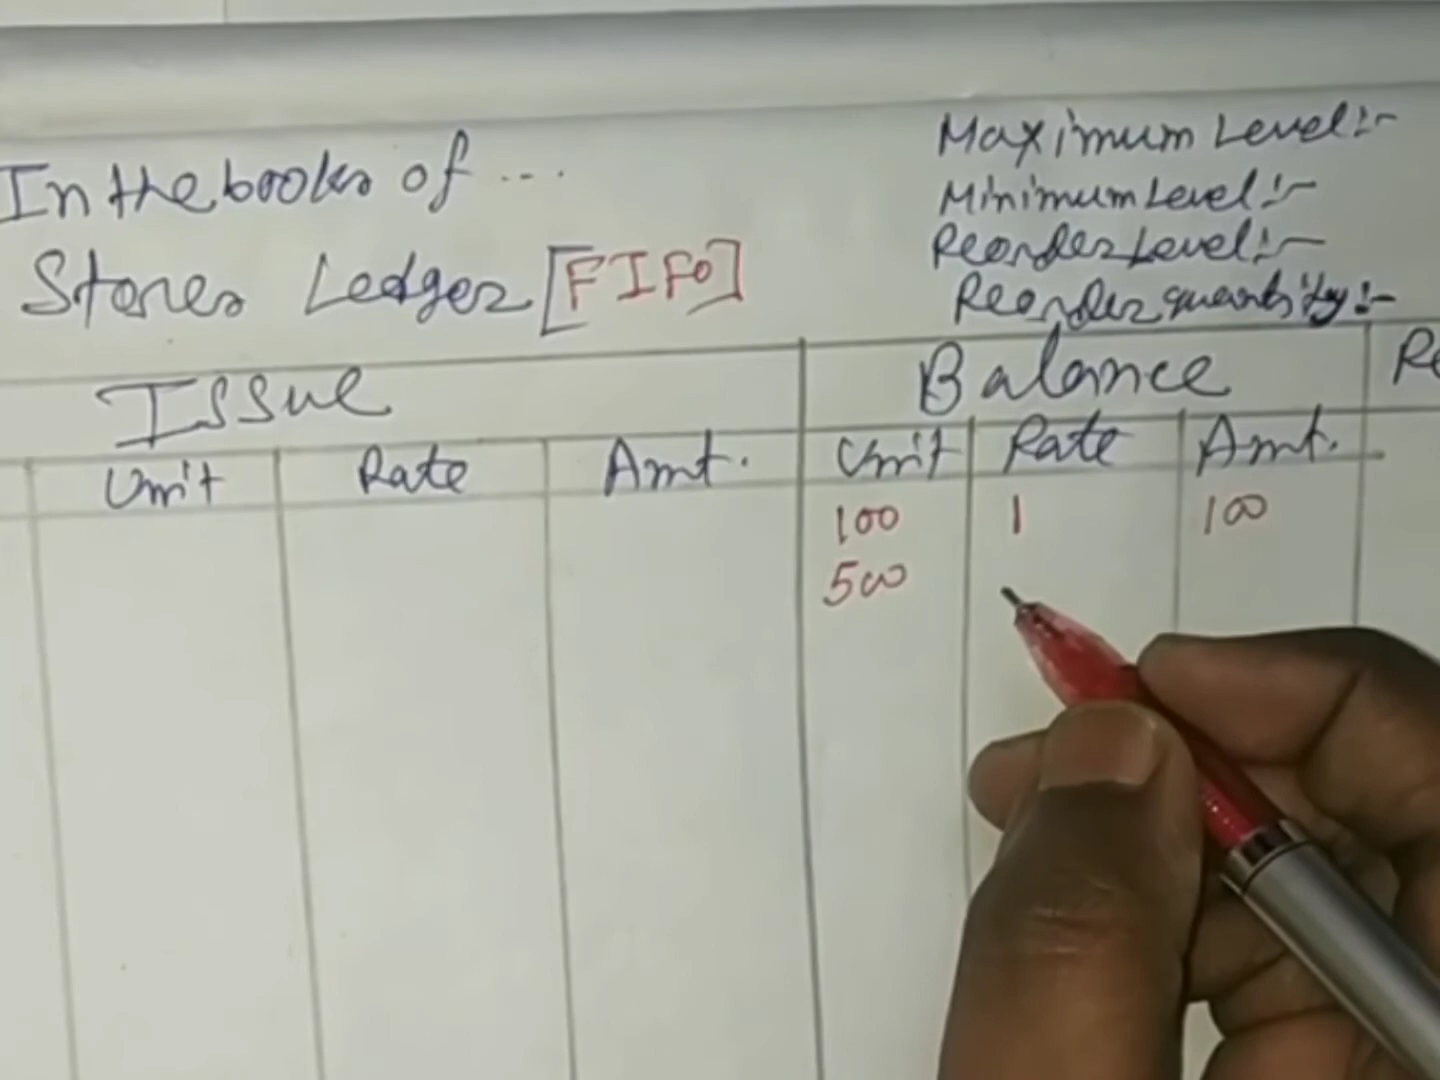 In the books of ...
Stores Ledger [FIFO]
Maximum Level:-
Minimum Level:-
Reorder Level:-
Reorder quantity:-
Issue Balance Re
Unit Rate Amt. Unit Rate Amt.
100 1 100
500